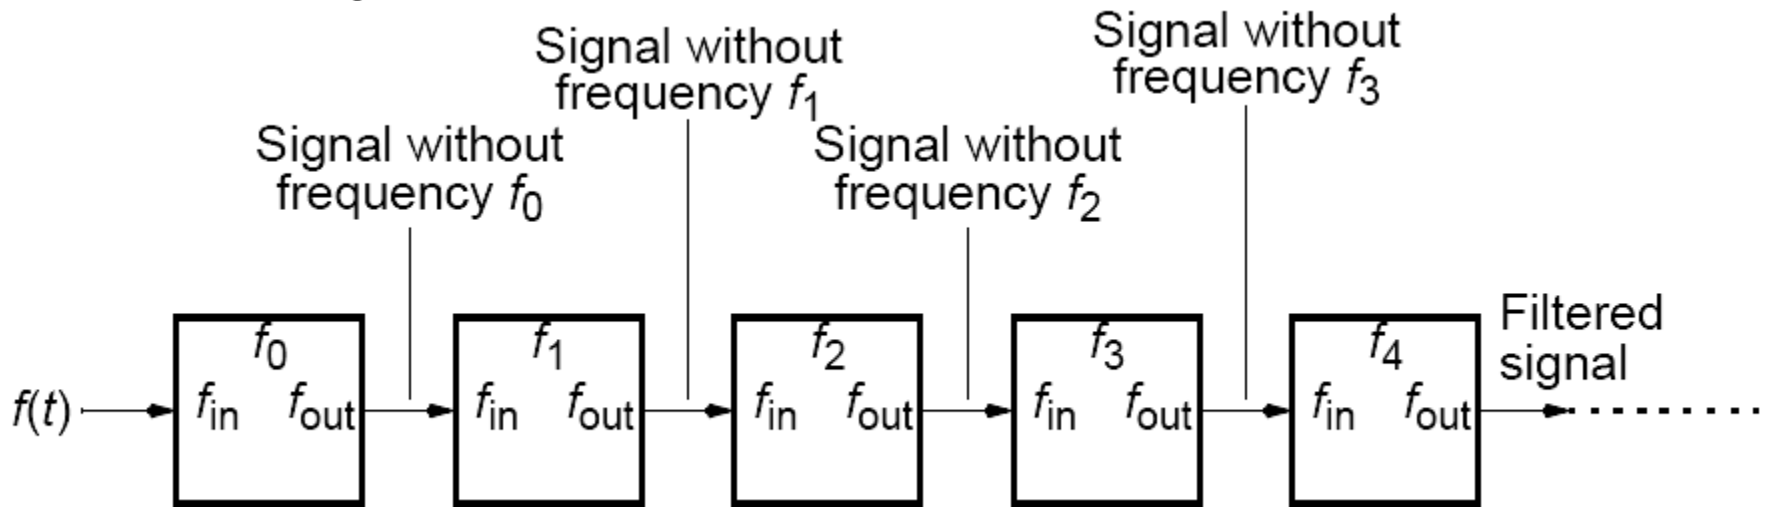 Signal without
frequency f₀
Signal without
frequency f₁
Signal without
frequency f₂
Signal without
frequency f₃
f(t)
f₀
fin fout
f₁
fin fout
f₂
fin fout
f₃
fin fout
f₄
fin fout
Filtered
signal